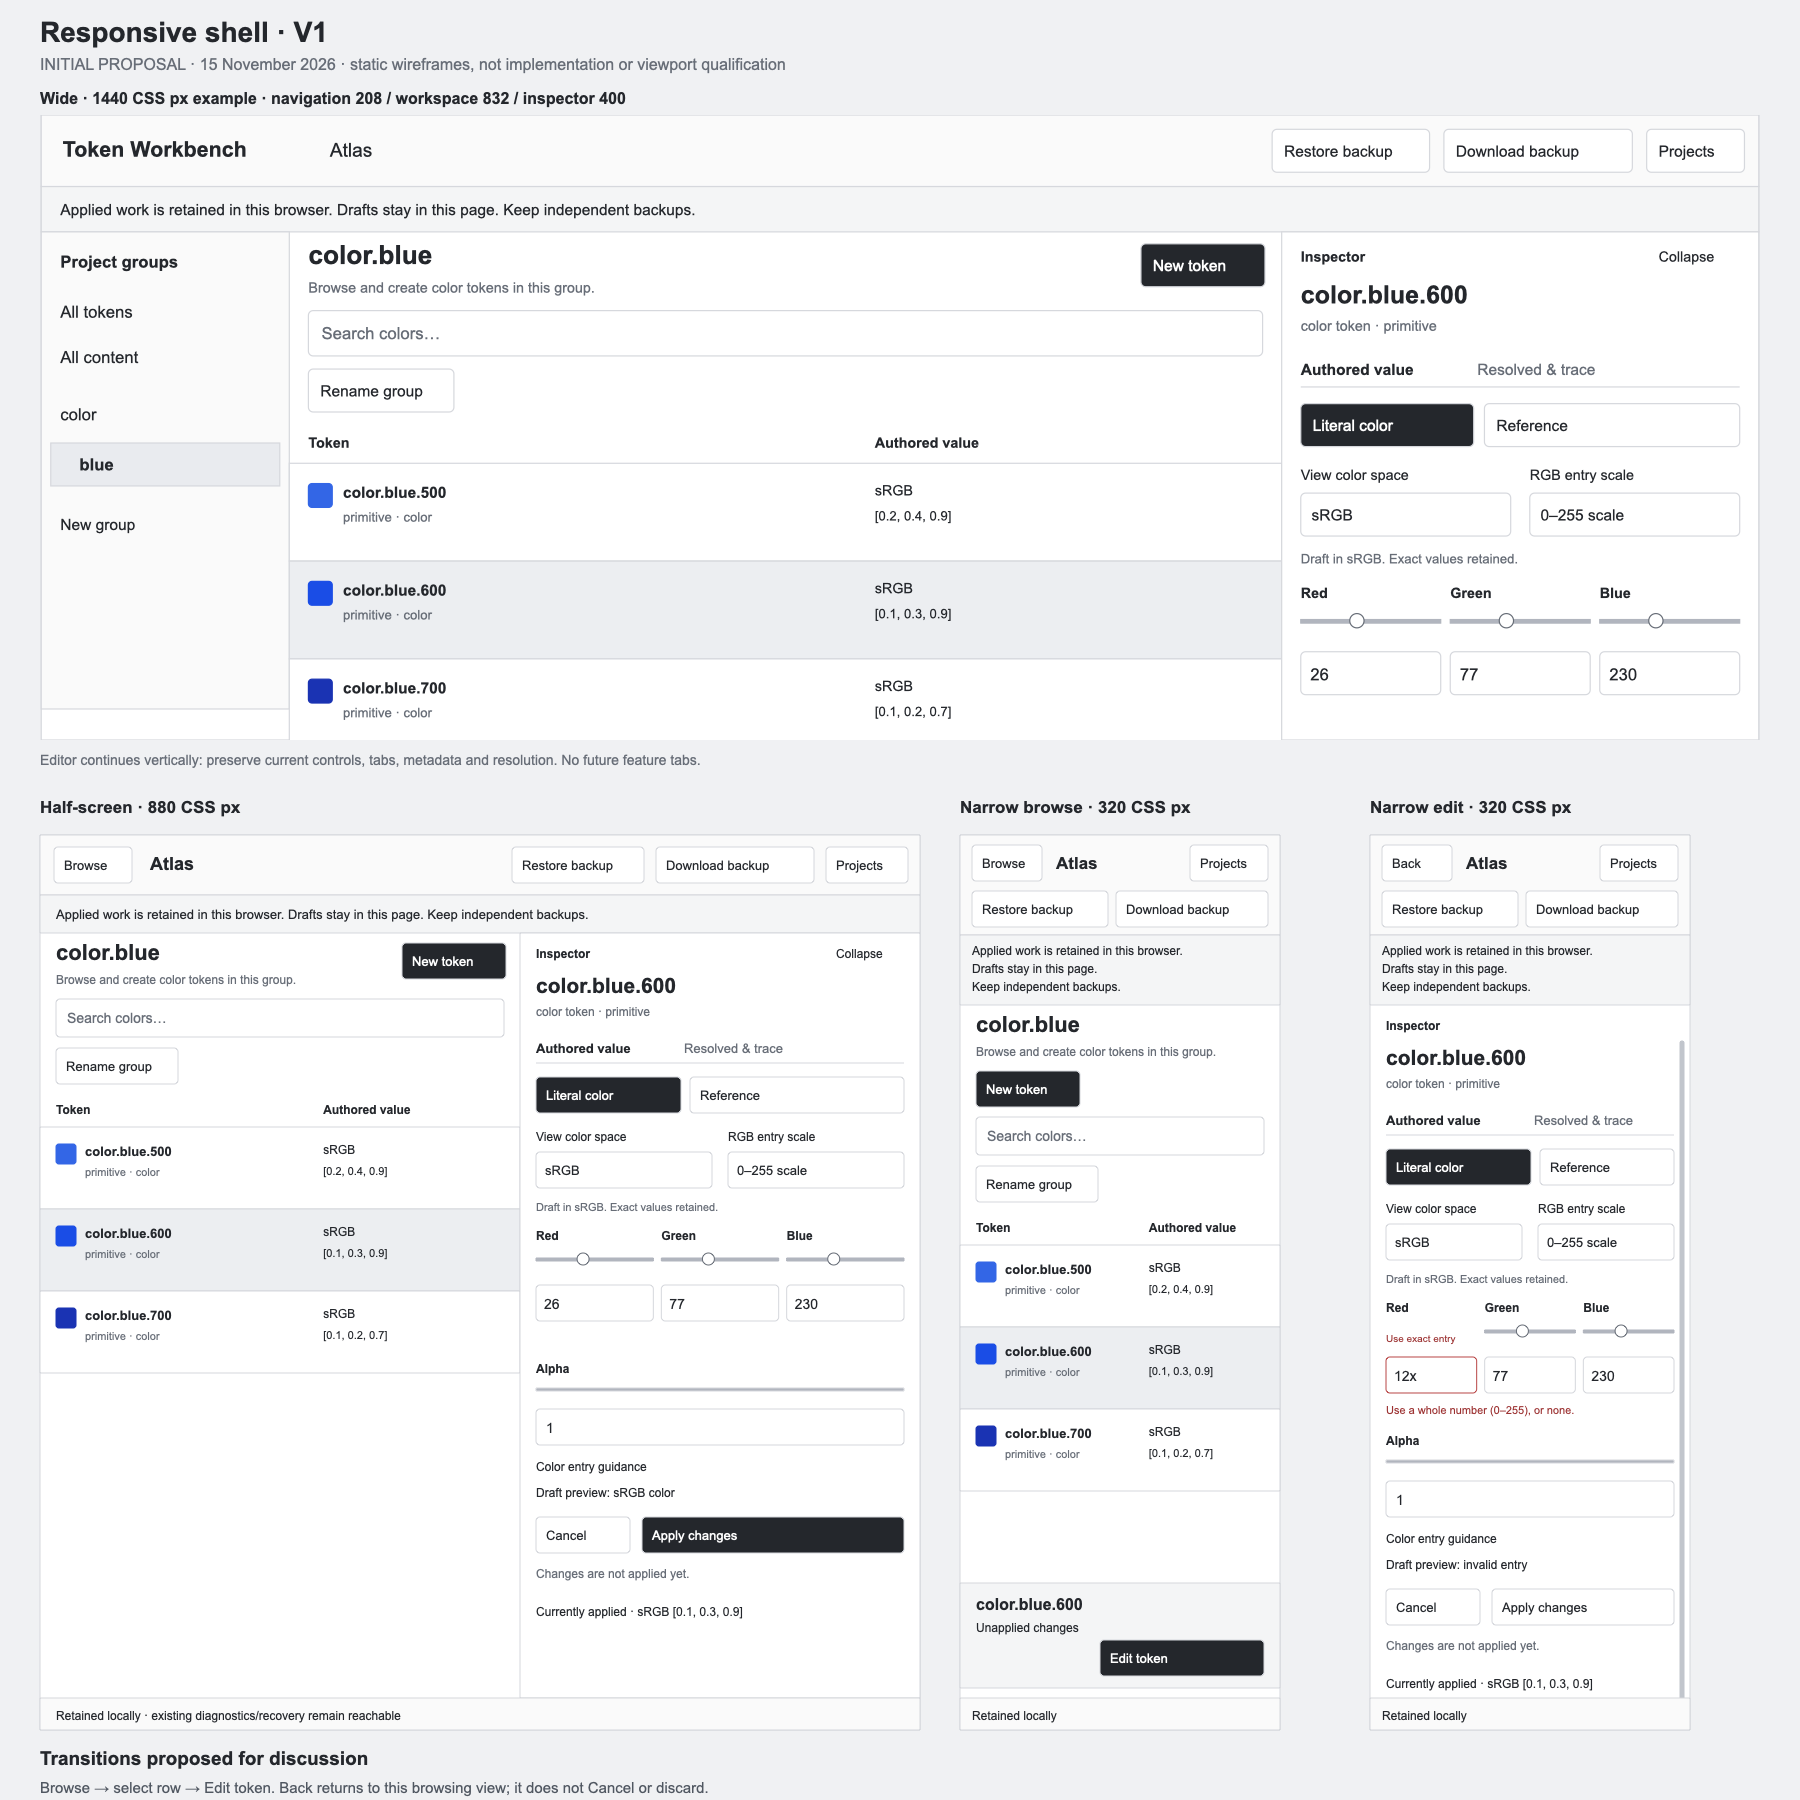 Responsive shell · V1
INITIAL PROPOSAL · 15 November 2026 · static wireframes, not implementation or viewport qualification
Wide · 1440 CSS px example · navigation 208 / workspace 832 / inspector 400
Token Workbench
Atlas
Restore backup
Download backup
Projects
Applied work is retained in this browser. Drafts stay in this page. Keep independent backups.
Project groups
All tokens
All content
color
blue
New group
color.blue
New token
Browse and create color tokens in this group.
Search colors…
Rename group
Token
Authored value
color.blue.500
primitive · color
sRGB
[0.2, 0.4, 0.9]
color.blue.600
primitive · color
sRGB
[0.1, 0.3, 0.9]
color.blue.700
primitive · color
sRGB
[0.1, 0.2, 0.7]
Inspector
Collapse
color.blue.600
color token · primitive
Authored value
Resolved & trace
Literal color
Reference
View color space
RGB entry scale
sRGB
0–255 scale
Draft in sRGB. Exact values retained.
Red
Green
Blue
26
77
230
Editor continues vertically: preserve current controls, tabs, metadata and resolution. No future feature tabs.
Half-screen · 880 CSS px
Browse
Atlas
Restore backup
Download backup
Projects
Applied work is retained in this browser. Drafts stay in this page. Keep independent backups.
color.blue
New token
Browse and create color tokens in this group.
Search colors…
Rename group
Token
Authored value
color.blue.500
primitive · color
sRGB
[0.2, 0.4, 0.9]
color.blue.600
primitive · color
sRGB
[0.1, 0.3, 0.9]
color.blue.700
primitive · color
sRGB
[0.1, 0.2, 0.7]
Inspector
Collapse
color.blue.600
color token · primitive
Authored value
Resolved & trace
Literal color
Reference
View color space
RGB entry scale
sRGB
0–255 scale
Draft in sRGB. Exact values retained.
Red
Green
Blue
26
77
230
Alpha
1
Color entry guidance
Draft preview: sRGB color
Cancel
Apply changes
Changes are not applied yet.
Currently applied · sRGB [0.1, 0.3, 0.9]
Retained locally · existing diagnostics/recovery remain reachable
Narrow browse · 320 CSS px
Browse
Atlas
Projects
Restore backup
Download backup
Applied work is retained in this browser.
Drafts stay in this page.
Keep independent backups.
color.blue
Browse and create color tokens in this group.
New token
Search colors…
Rename group
Token
Authored value
color.blue.500
primitive · color
sRGB
[0.2, 0.4, 0.9]
color.blue.600
primitive · color
sRGB
[0.1, 0.3, 0.9]
color.blue.700
primitive · color
sRGB
[0.1, 0.2, 0.7]
color.blue.600
Unapplied changes
Edit token
Retained locally
Narrow edit · 320 CSS px
Back
Atlas
Projects
Restore backup
Download backup
Applied work is retained in this browser.
Drafts stay in this page.
Keep independent backups.
Inspector
color.blue.600
color token · primitive
Authored value
Resolved & trace
Literal color
Reference
View color space
RGB entry scale
sRGB
0–255 scale
Draft in sRGB. Exact values retained.
Red
Green
Blue
Use exact entry
12x
77
230
Use a whole number (0–255), or none.
Alpha
1
Color entry guidance
Draft preview: invalid entry
Cancel
Apply changes
Changes are not applied yet.
Currently applied · sRGB [0.1, 0.3, 0.9]
Retained locally
Transitions proposed for discussion
Browse → select row → Edit token. Back returns to this browsing view; it does not Cancel or discard.